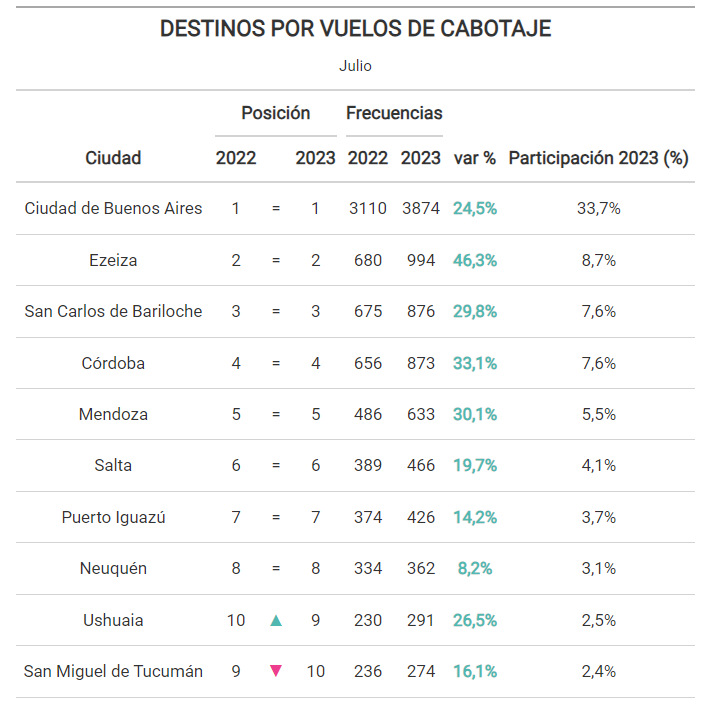 DESTINOS POR VUELOS DE CABOTAJE
Julio
Posición Frecuencias
Ciudad 2022 2023 2022 2023 var % Participación 2023 (%)
Ciudad de Buenos Aires 1 = 1 3110 3874 24,5% 33,7%
Ezeiza 2 = 2 680 994 46,3% 8,7%
San Carlos de Bariloche 3 = 3 675 876 29,8% 7,6%
Córdoba 4 = 4 656 873 33,1% 7,6%
Mendoza 5 = 5 486 633 30,1% 5,5%
Salta 6 = 6 389 466 19,7% 4,1%
Puerto Iguazú 7 = 7 374 426 14,2% 3,7%
Neuquén 8 = 8 334 362 8,2% 3,1%
Ushuaia 10 ▲ 9 230 291 26,5% 2,5%
San Miguel de Tucumán 9 ▼ 10 236 274 16,1% 2,4%